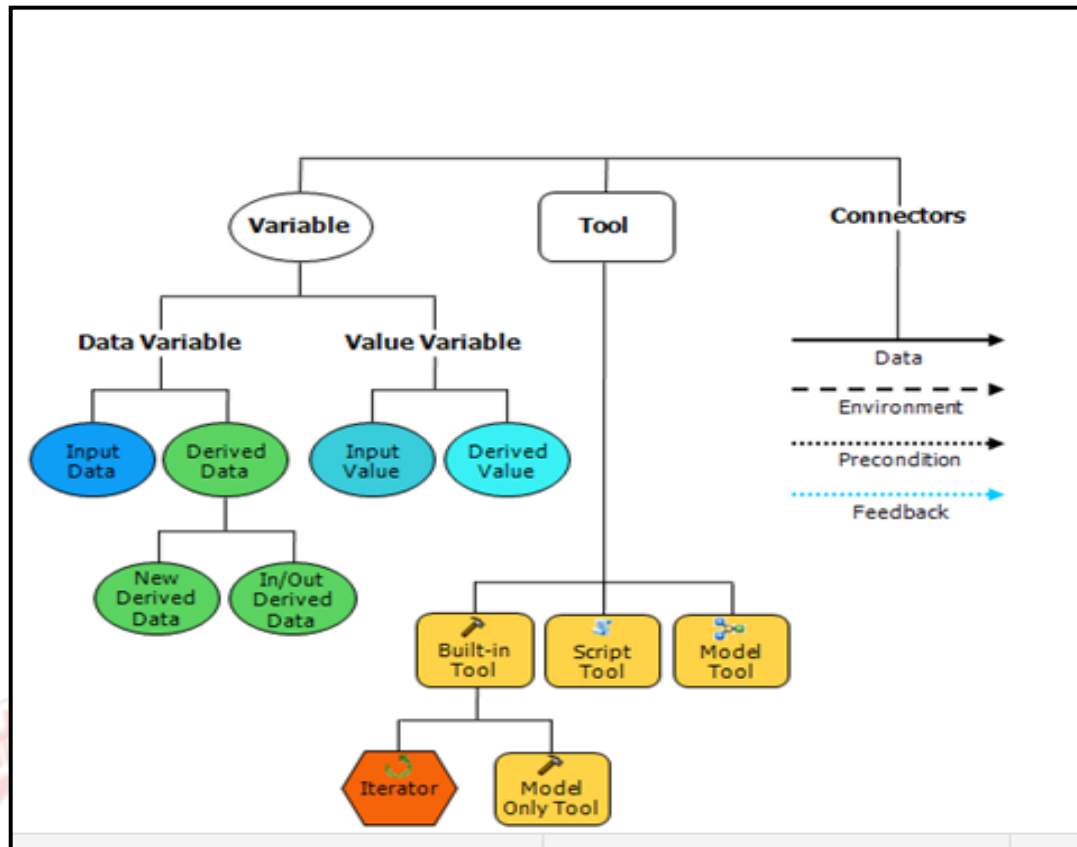 Variable
Tool
Connectors
Data Variable
Value Variable
Data
Environment
Precondition
Feedback
Input
Data
Derived
Data
Input
Value
Derived
Value
New
Derived
Data
In/Out
Derived
Data
Built-in
Tool
Script
Tool
Model
Tool
Iterator
Model
Only Tool